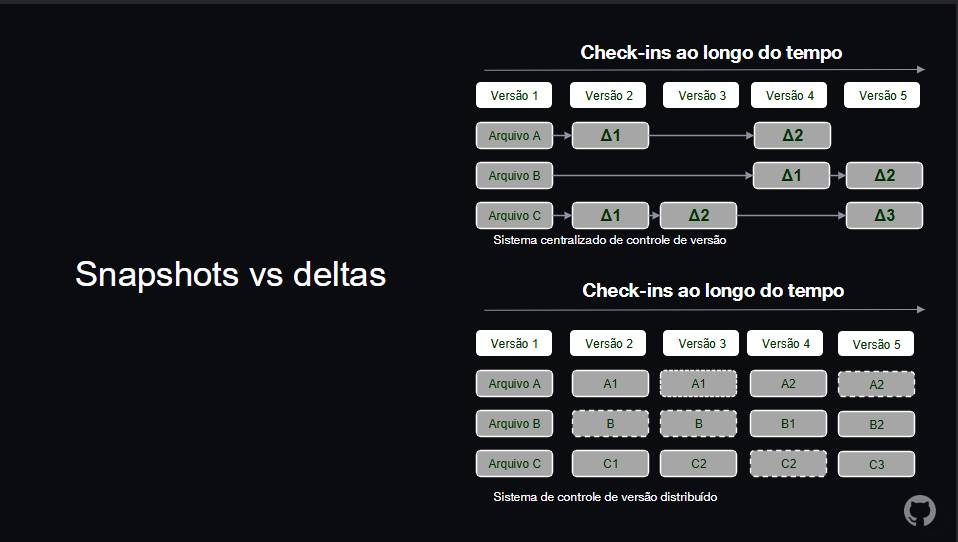 Snapshots vs deltas
Check-ins ao longo do tempo
Versão 1 Versão 2 Versão 3 Versão 4 Versão 5
Arquivo A Δ1 Δ2
Arquivo B Δ1 Δ2
Arquivo C Δ1 Δ2 Δ3
Sistema centralizado de controle de versão
Check-ins ao longo do tempo
Versão 1 Versão 2 Versão 3 Versão 4 Versão 5
Arquivo A A1 A1 A2 A2
Arquivo B B B B1 B2
Arquivo C C1 C2 C2 C3
Sistema de controle de versão distribuído